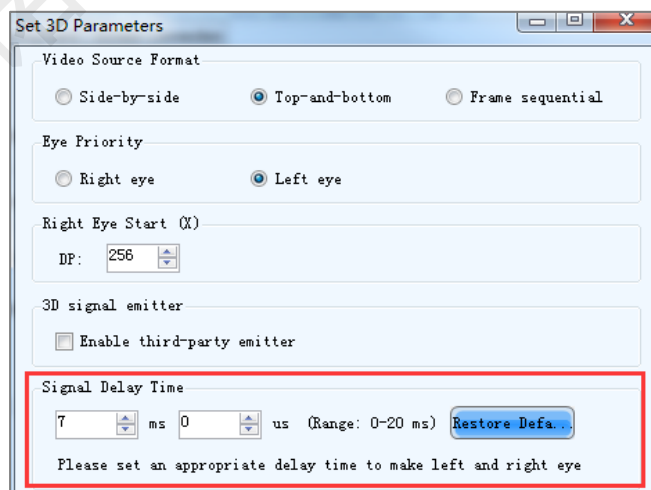 Set 3D Parameters
Video Source Format
Side-by-side Top-and-bottom Frame sequential
Eye Priority
Right eye Left eye
Right Eye Start (X)
DP: 256
3D signal emitter
Enable third-party emitter
Signal Delay Time
7 ms 0 us (Range: 0-20 ms) Restore Defa...
Please set an appropriate delay time to make left and right eye